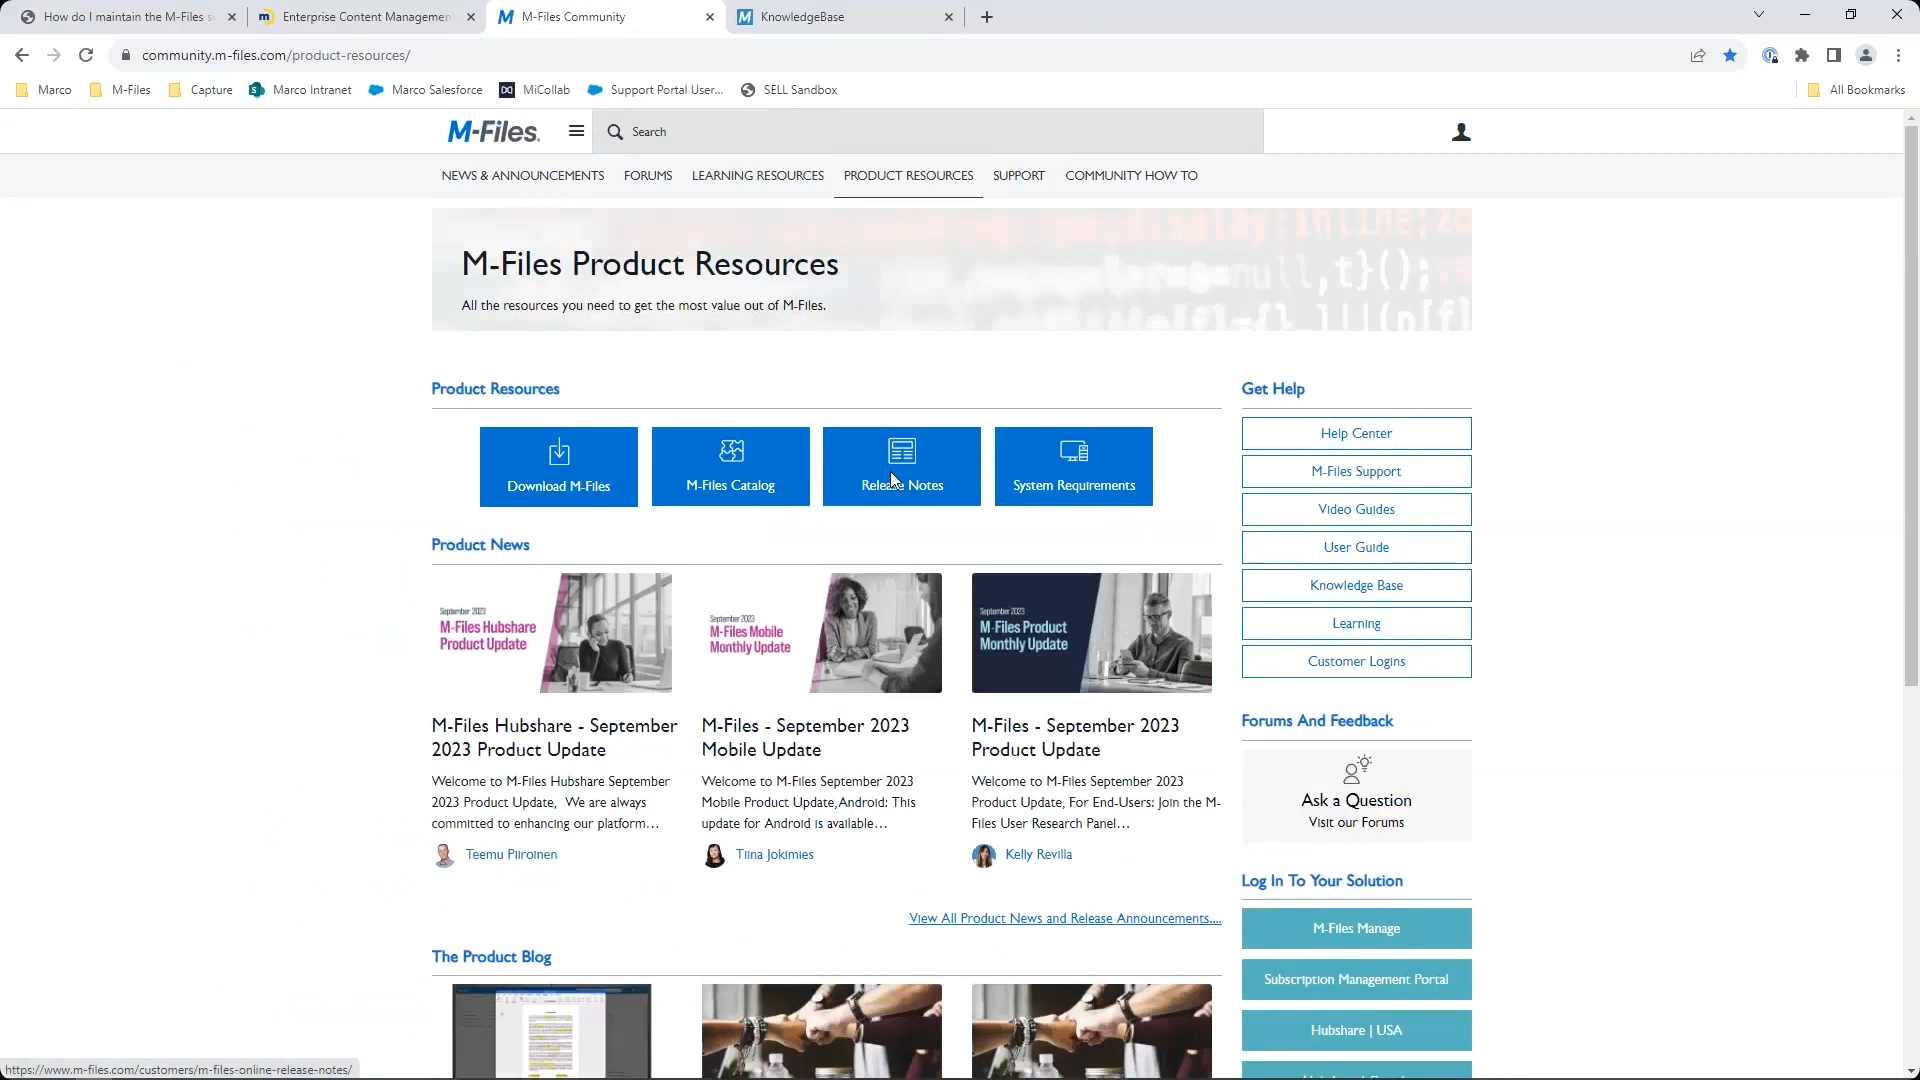 How do I maintain the M-Files s
Enterprise Content Managemen
M-Files Community
KnowledgeBase
community.m-files.com/product-resources/
Marco
M-Files
Capture
Marco Intranet
Marco Salesforce
MiCollab
Support Portal User...
SELL Sandbox
All Bookmarks
M-Files.
Search
NEWS & ANNOUNCEMENTS
FORUMS
LEARNING RESOURCES
PRODUCT RESOURCES
SUPPORT
COMMUNITY HOW TO
M-Files Product Resources
All the resources you need to get the most value out of M-Files.
Product Resources
Download M-Files
M-Files Catalog
Release Notes
System Requirements
Product News
September 2023
M-Files Hubshare
Product Update
September 2023
M-Files Mobile
Monthly Update
September 2023
M-Files Product
Monthly Update
M-Files Hubshare - September
2023 Product Update
Welcome to M-Files Hubshare September
2023 Product Update, We are always
committed to enhancing our platform...
Teemu Piiroinen
M-Files - September 2023
Mobile Update
Welcome to M-Files September 2023
Mobile Product Update,Android: This
update for Android is available...
Tiina Jokimies
M-Files - September 2023
Product Update
Welcome to M-Files September 2023
Product Update, For End-Users: Join the M-
Files User Research Panel...
Kelly Revilla
View All Product News and Release Announcements....
The Product Blog
Get Help
Help Center
M-Files Support
Video Guides
User Guide
Knowledge Base
Learning
Customer Logins
Forums And Feedback
Ask a Question
Visit our Forums
Log In To Your Solution
M-Files Manage
Subscription Management Portal
Hubshare | USA
https://www.m-files.com/customers/m-files-online-release-notes/